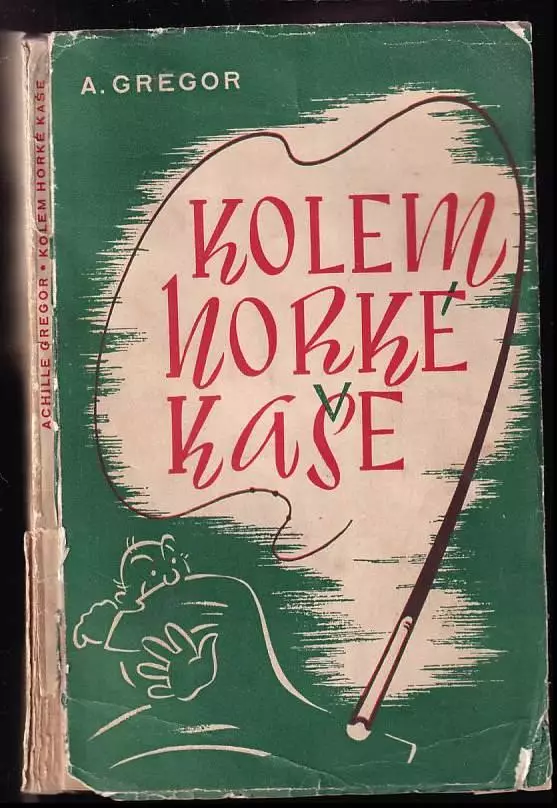 A. GREGOR
KOLEM
HORKÉ
KAŠE
ACHILLE GREGOR • KOLEM HORKÉ KAŠE